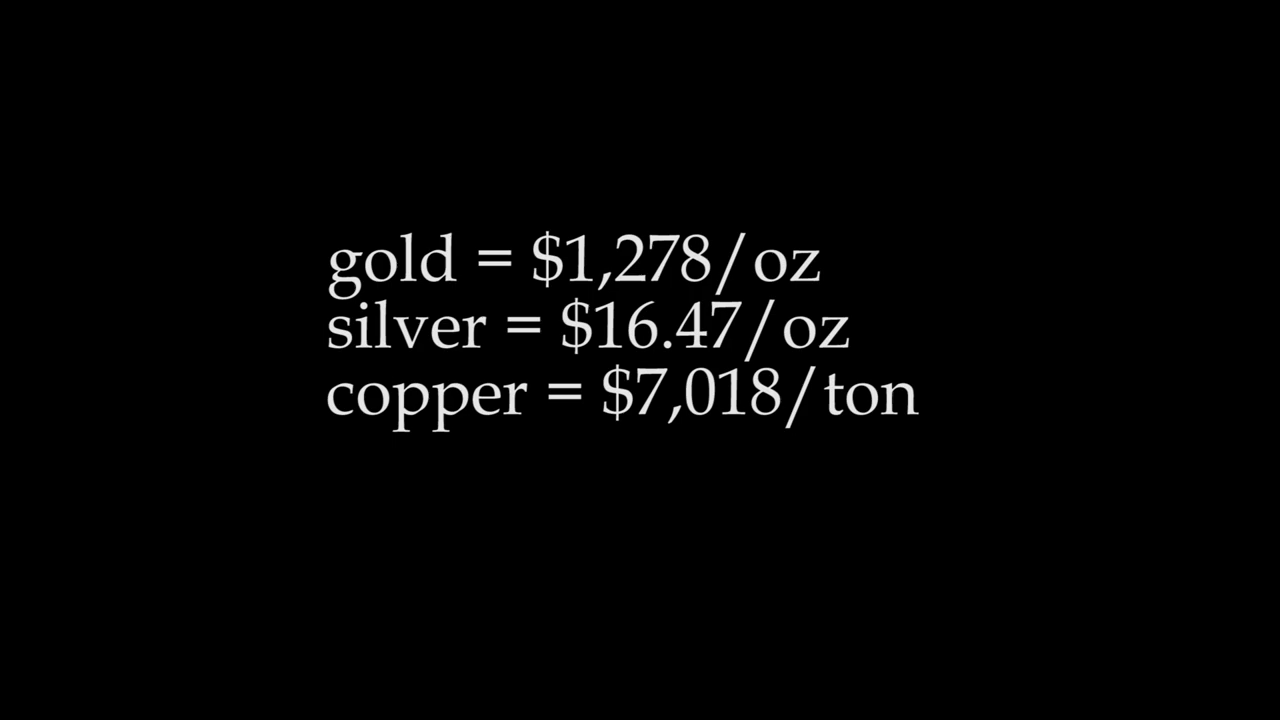 gold = $1,278/oz
silver = $16.47/oz
copper = $7,018/ton